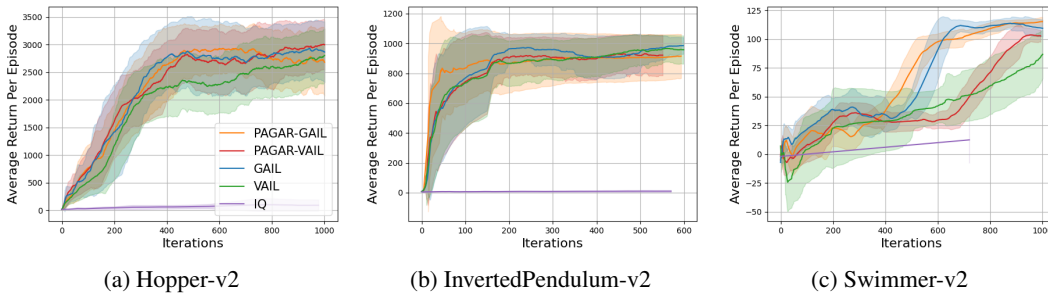 Average Return Per Episode
3500
3000
2500
2000
1500
1000
500
0
0 200 400 600 800 1000
Iterations
PAGAR-GAIL
PAGAR-VAIL
GAIL
VAIL
IQ
(a) Hopper-v2
Average Return Per Episode
1200
1000
800
600
400
200
0
0 100 200 300 400 500 600
Iterations
(b) InvertedPendulum-v2
Average Return Per Episode
125
100
75
50
25
0
−25
−50
0 200 400 600 800 1000
Iterations
(c) Swimmer-v2